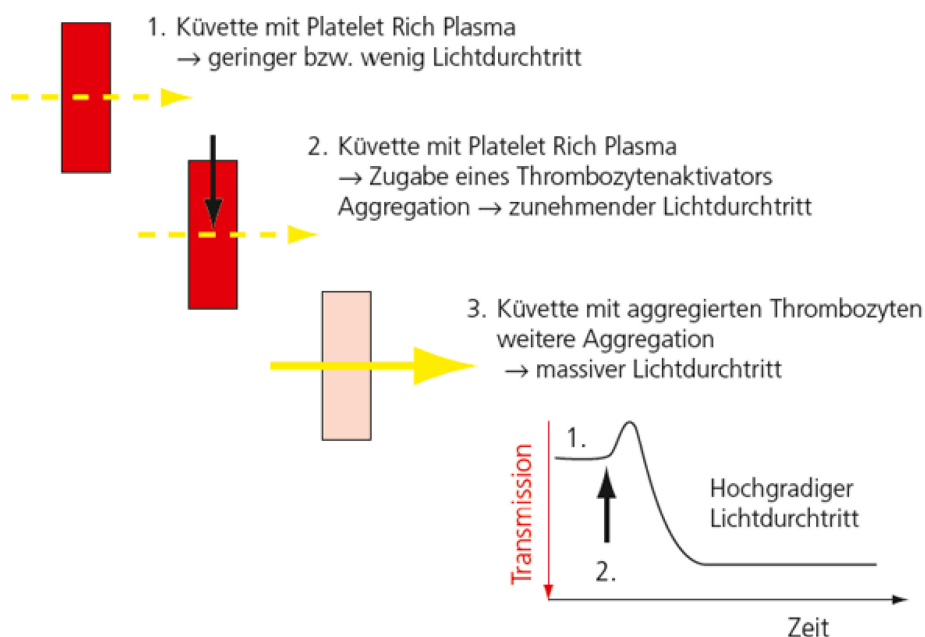 1. Küvette mit Platelet Rich Plasma
→ geringer bzw. wenig Lichtdurchtritt
2. Küvette mit Platelet Rich Plasma
→ Zugabe eines Thrombozytenaktivators
Aggregation → zunehmender Lichtdurchtritt
3. Küvette mit aggregierten Thrombozyten
weitere Aggregation
→ massiver Lichtdurchtritt
Transmission
1.
2.
Hochgradiger
Lichtdurchtritt
Zeit